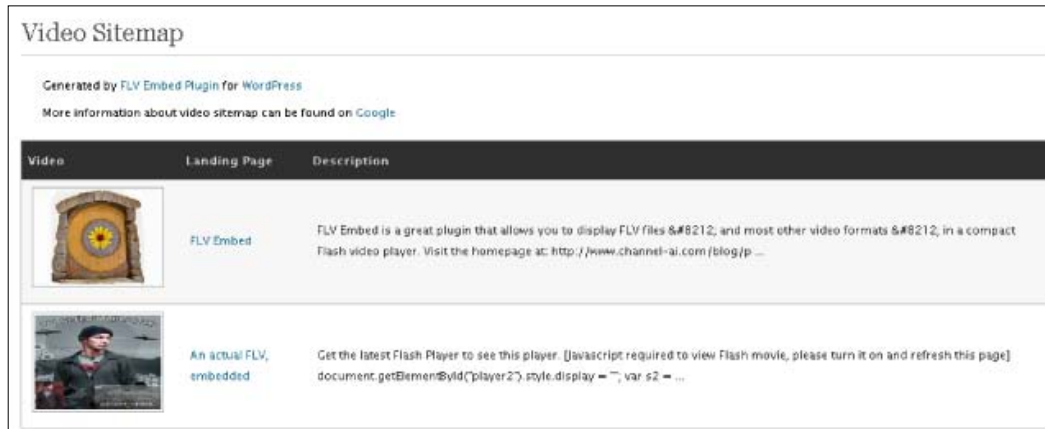 Video Sitemap
Generated by FLV Embed Plugin for WordPress
More information about video sitemap can be found on Google
Video Landing Page Description
FLV Embed
FLV Embed is a great plugin that allows you to display FLV files &#8212; and most other video formats &#8212; in a compact
Flash video player. Visit the homepage at: http://www.channel-ai.com/blog/p ...
An actual FLV,
embedded
Get the latest Flash Player to see this player. [Javascript required to view Flash movie, please turn it on and refresh this page]
document.getElementById("player2").style.display = ""; var s2 = ...